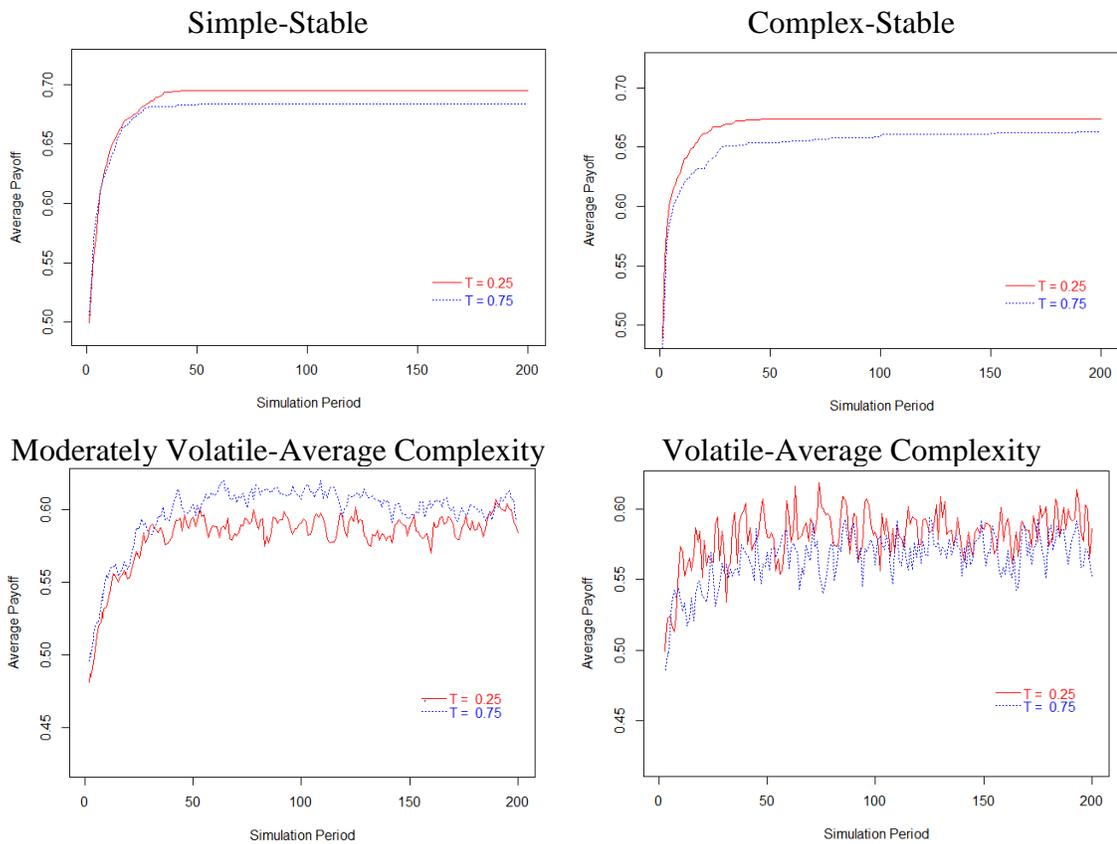 Simple-Stable
Average Payoff
0.70
0.65
0.60
0.55
0.50
T = 0.25
T = 0.75
0 50 100 150 200
Simulation Period
Complex-Stable
Average Payoff
0.70
0.65
0.60
0.55
0.50
T = 0.25
T = 0.75
0 50 100 150 200
Simulation Period
Moderately Volatile-Average Complexity
Average Payoff
0.60
0.55
0.50
0.45
T = 0.25
T = 0.75
0 50 100 150 200
Simulation Period
Volatile-Average Complexity
Average Payoff
0.60
0.55
0.50
0.45
T = 0.25
T = 0.75
0 50 100 150 200
Simulation Period